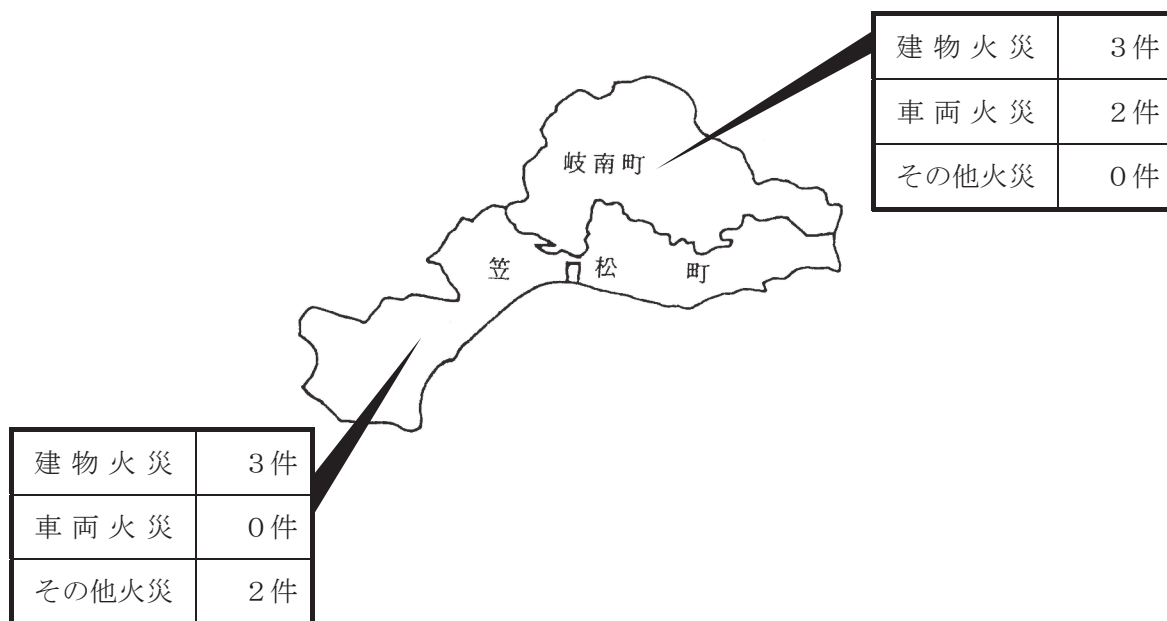 建物火災 3件
車両火災 2件
その他火災 0件
岐南町
笠松町
建物火災 3件
車両火災 0件
その他火災 2件